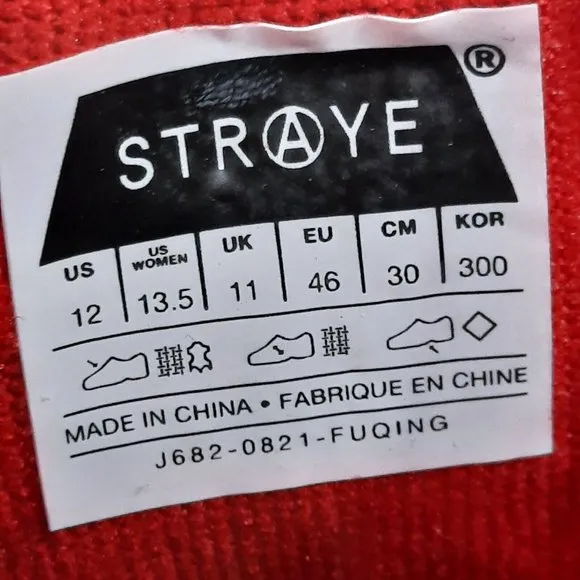 STRAYE ®
US US WOMEN UK EU CM KOR
12 13.5 11 46 30 300
MADE IN CHINA • FABRIQUE EN CHINE
J682-0821-FUQING